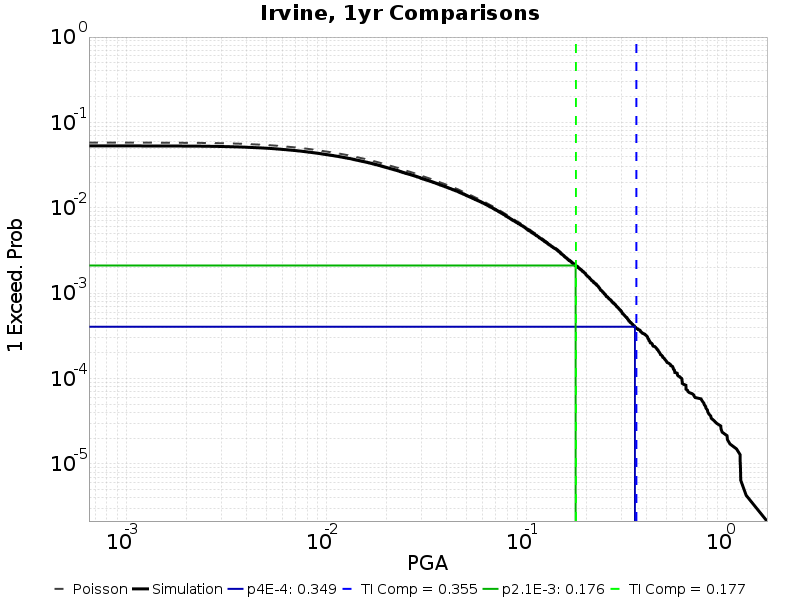 Irvine, 1yr Comparisons
1 Exceed. Prob
10^0
10^-1
10^-2
10^-3
10^-4
10^-5
10^-3 10^-2 10^-1 10^0
PGA
Poisson Simulation p4E-4: 0.349 TI Comp = 0.355 p2.1E-3: 0.176 TI Comp = 0.177